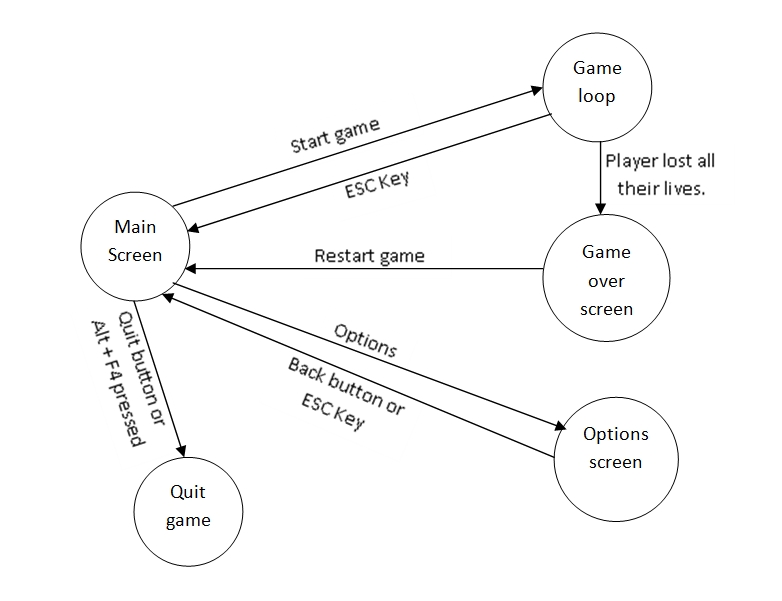 Game
loop
Start game
ESC Key
Player lost all
their lives.
Main
Screen
Restart game
Game
over
screen
Options
Back button or
ESC Key
Quit button or
Alt + F4 pressed
Options
screen
Quit
game